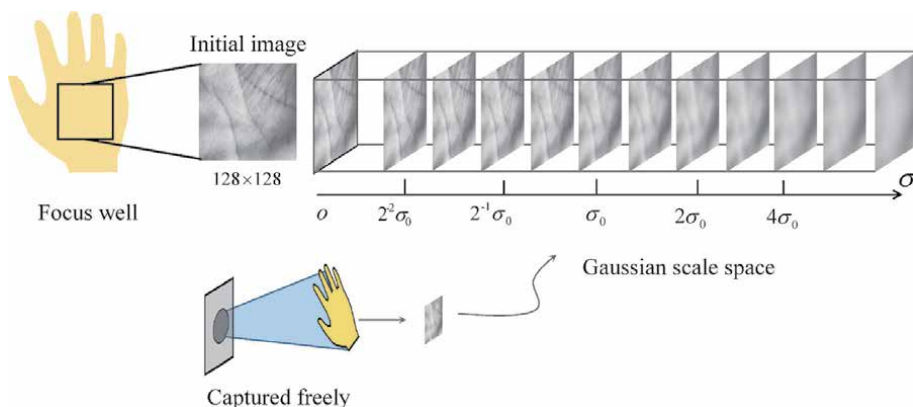 Initial image
128×128
Focus well
o 2⁻²σ₀ 2⁻¹σ₀ σ₀ 2σ₀ 4σ₀ σ
Gaussian scale space
Captured freely